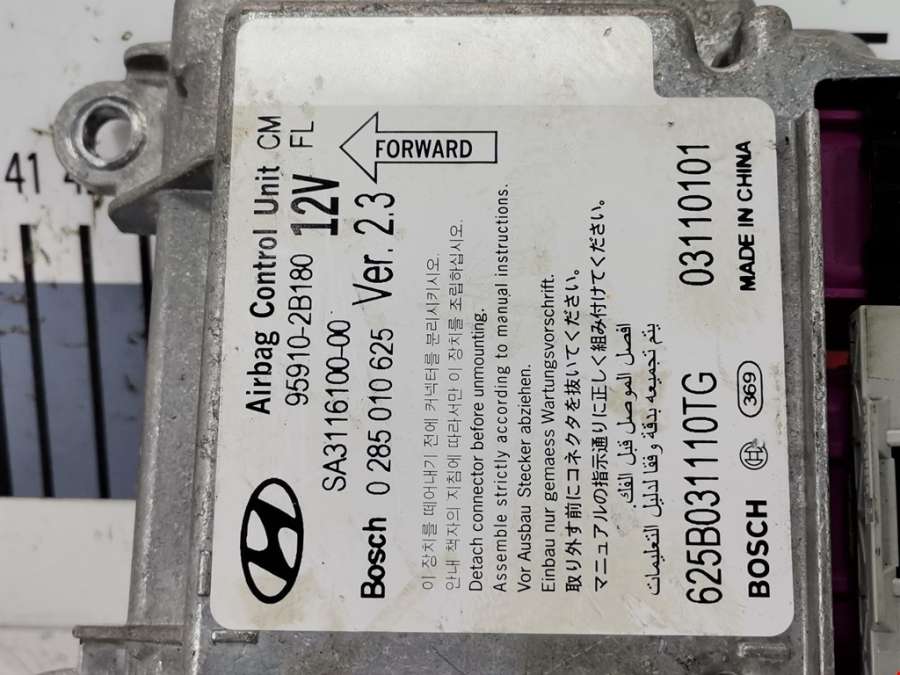 Airbag Control Unit CM
95910-2B180 12V FL
FORWARD
SA3116100-00
Bosch 0 285 010 625 Ver. 2.3
이 장치를 떼어내기 전에 커넥터를 분리시키시오.
안내 책자의 지침에 따라서만 이 장치를 조립하십시오.
Detach connector before unmounting.
Assemble strictly according to manual instructions.
Vor Ausbau Stecker abziehen.
Einbau nur gemaess Wartungsvorschrift.
取り外す前にコネクタを抜いてください。
マニュアルの指示通りに正しく組み付けてください。
افصل الموصل قبل الفك
يتم تجميعه بدقة وفقا لدليل التعليمات
625B031110TG 03110101
BOSCH 369 MADE IN CHINA
41